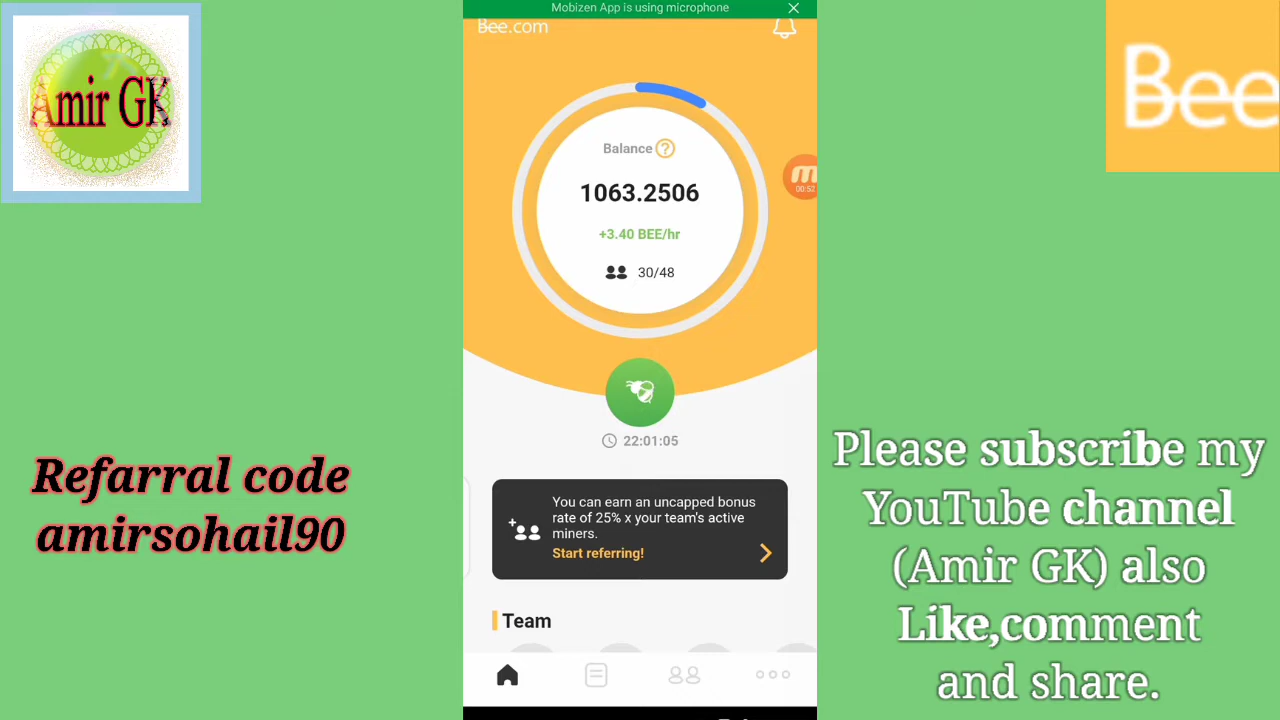 Mobizen App is using microphone
Amir GK
Bee.com
Bee
Balance ?
1063.2506
00:52
+3.40 BEE/hr
30/48
22:01:05
You can earn an uncapped bonus
rate of 25% x your team's active
miners.
Start referring!
Team
Refarral code
amirsohail90
Please subscribe my
YouTube channel
(Amir GK) also
Like,comment
and share.